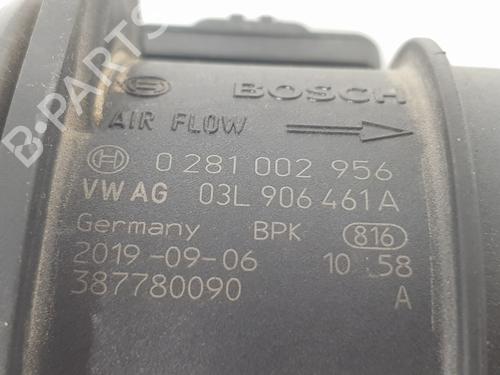 BOSCH
AIR FLOW
0 281 002 956
VW AG 03L 906 461 A
Germany BPK 816
2019-09-06 10:58
387780090 A
B-PARTS